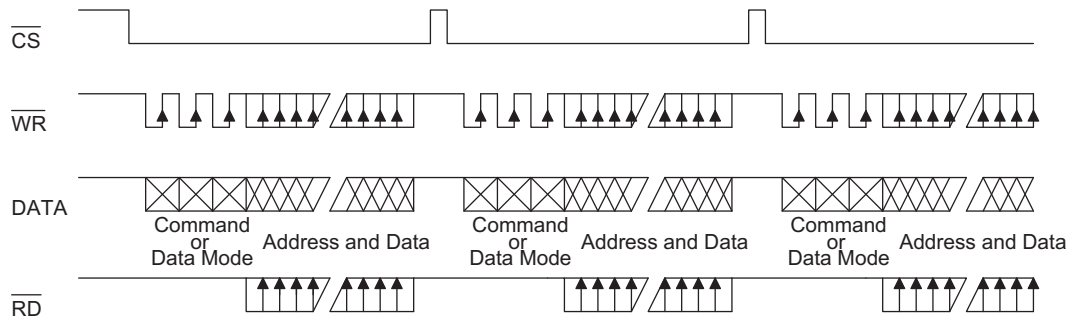 CS
WR
DATA
Command
or
Data Mode
Address and Data
Command
or
Data Mode
Address and Data
Command
or
Data Mode
Address and Data
RD